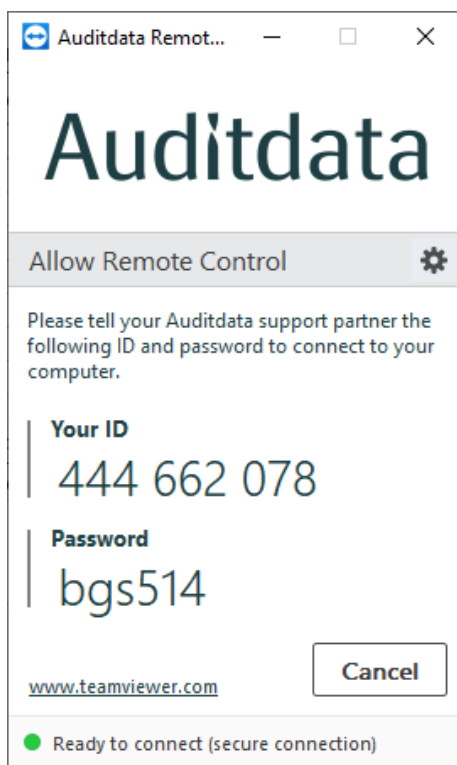 Auditdata Remot...
Auditdata
Allow Remote Control
Please tell your Auditdata support partner the
following ID and password to connect to your
computer.
Your ID
444 662 078
Password
bgs514
www.teamviewer.com
Cancel
Ready to connect (secure connection)